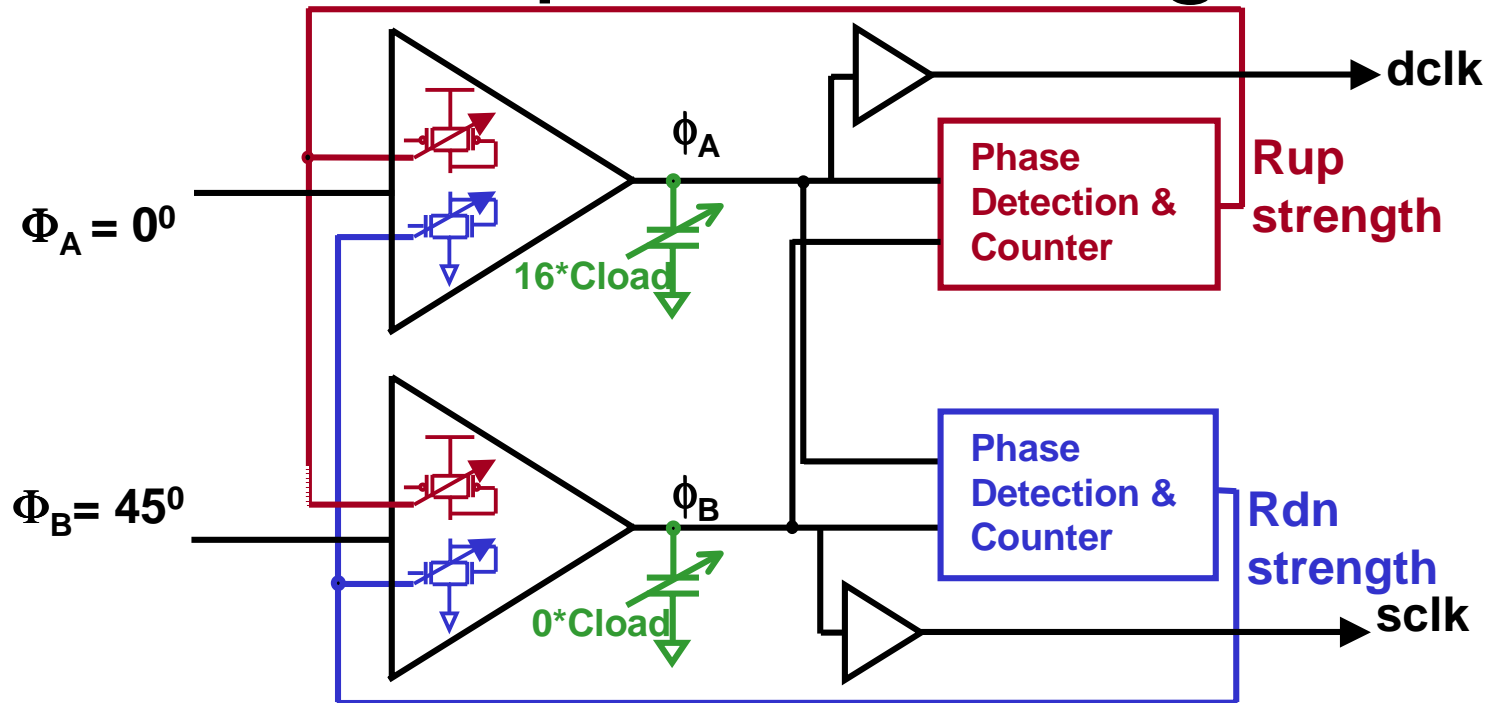 dclk
ϕA
Phase
Detection &
Counter
Rup
strength
ΦA = 0⁰
16*Cload
Phase
Detection &
Counter
Rdn
strength
ΦB= 45⁰
ϕB
0*Cload
sclk